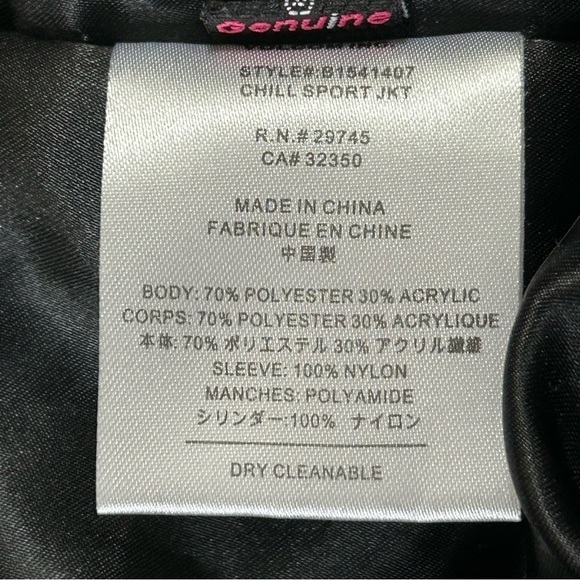 Genuine
VOLCOM INC.
STYLE#:B1541407
CHILL SPORT JKT
R.N.# 29745
CA# 32350
MADE IN CHINA
FABRIQUE EN CHINE
中国製
BODY: 70% POLYESTER 30% ACRYLIC
CORPS: 70% POLYESTER 30% ACRYLIQUE
本体: 70% ポリエステル 30% アクリル繊維
SLEEVE: 100% NYLON
MANCHES: POLYAMIDE
シリンダー:100% ナイロン
DRY CLEANABLE